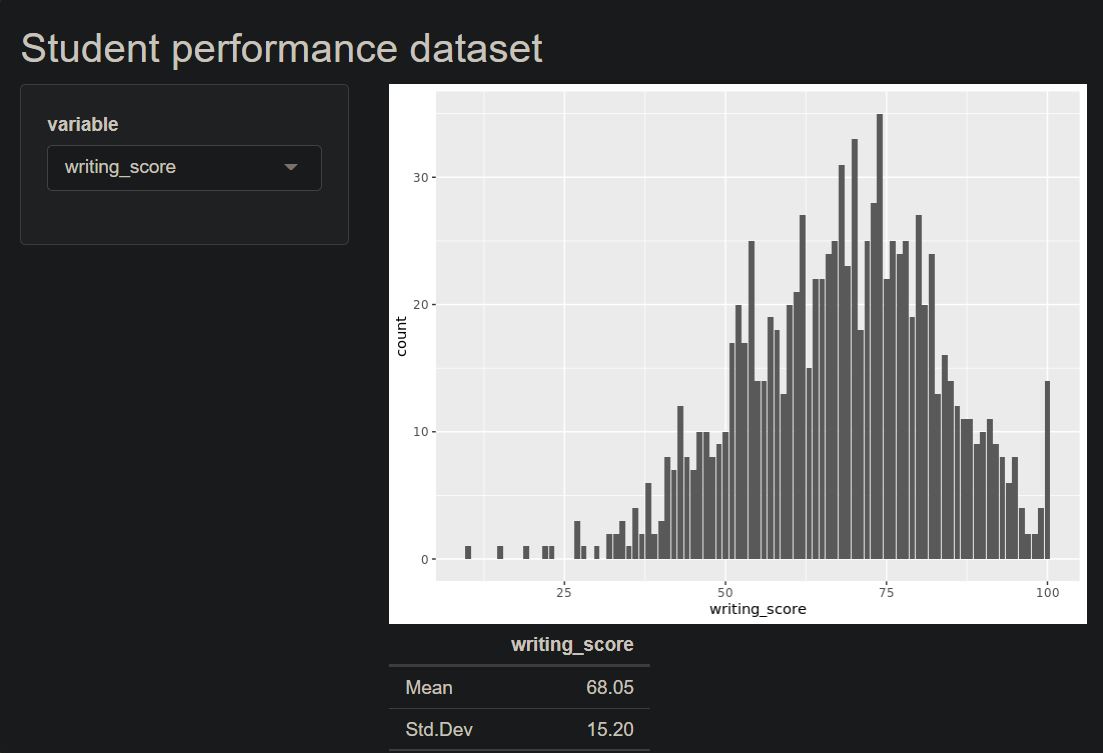 Student performance dataset
variable
writing_score
30
20
10
0
count
25 50 75 100
writing_score
writing_score
Mean 68.05
Std.Dev 15.20